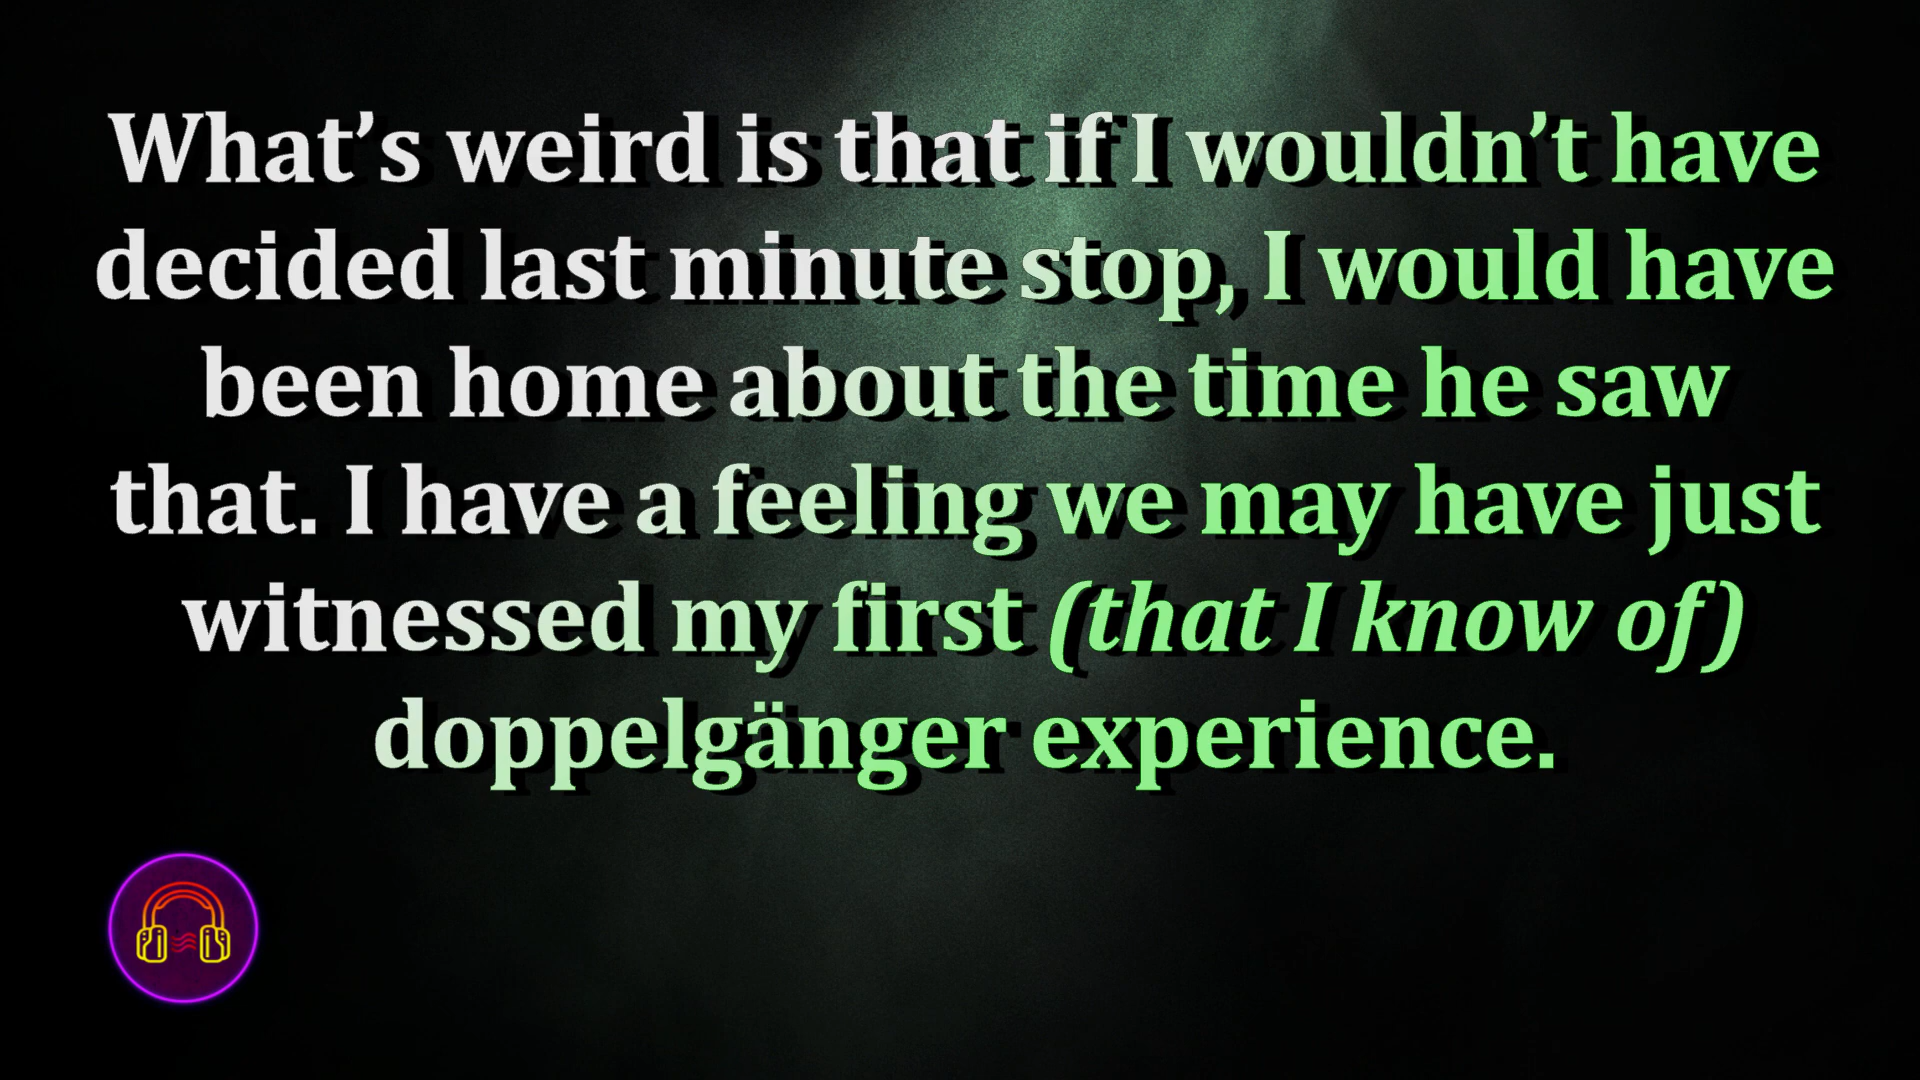 What’s weird is that if I wouldn’t have
decided last minute stop, I would have
been home about the time he saw
that. I have a feeling we may have just
witnessed my first (that I know of)
doppelgänger experience.